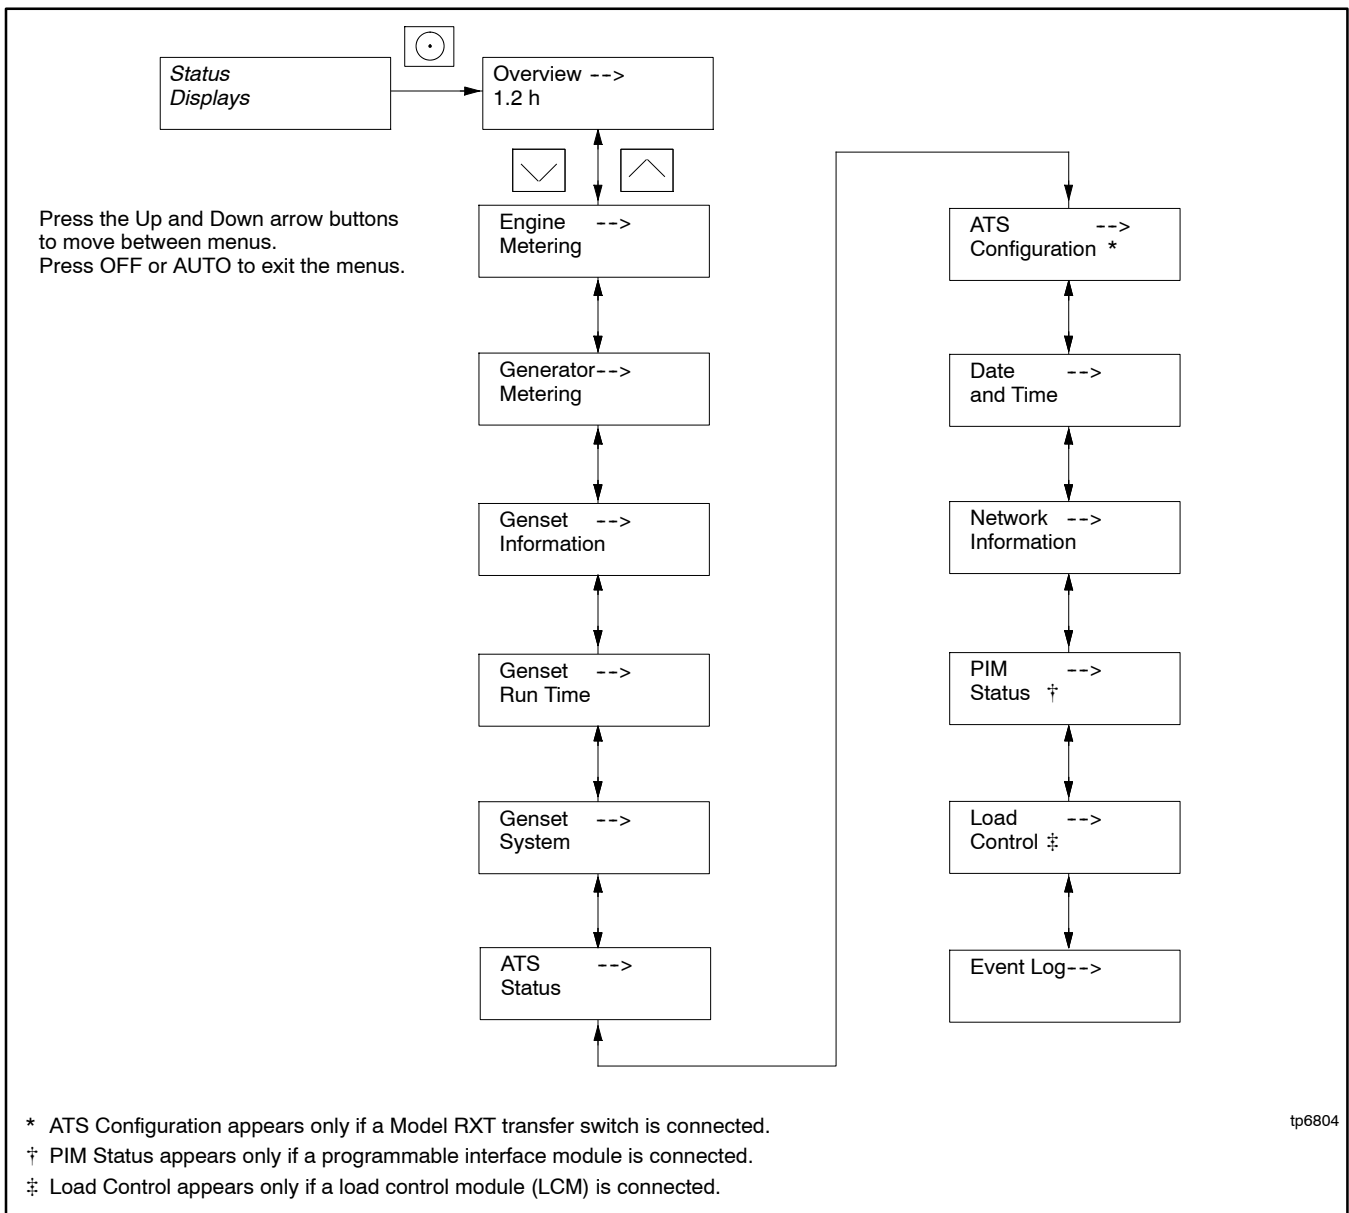 Status
Displays
Overview -->
1.2 h
Press the Up and Down arrow buttons
to move between menus.
Press OFF or AUTO to exit the menus.
Engine -->
Metering
Generator-->
Metering
Genset -->
Information
Genset -->
Run Time
Genset -->
System
ATS -->
Status
ATS -->
Configuration *
Date -->
and Time
Network -->
Information
PIM -->
Status †
Load -->
Control ‡
Event Log-->
* ATS Configuration appears only if a Model RXT transfer switch is connected.
† PIM Status appears only if a programmable interface module is connected.
‡ Load Control appears only if a load control module (LCM) is connected.
tp6804